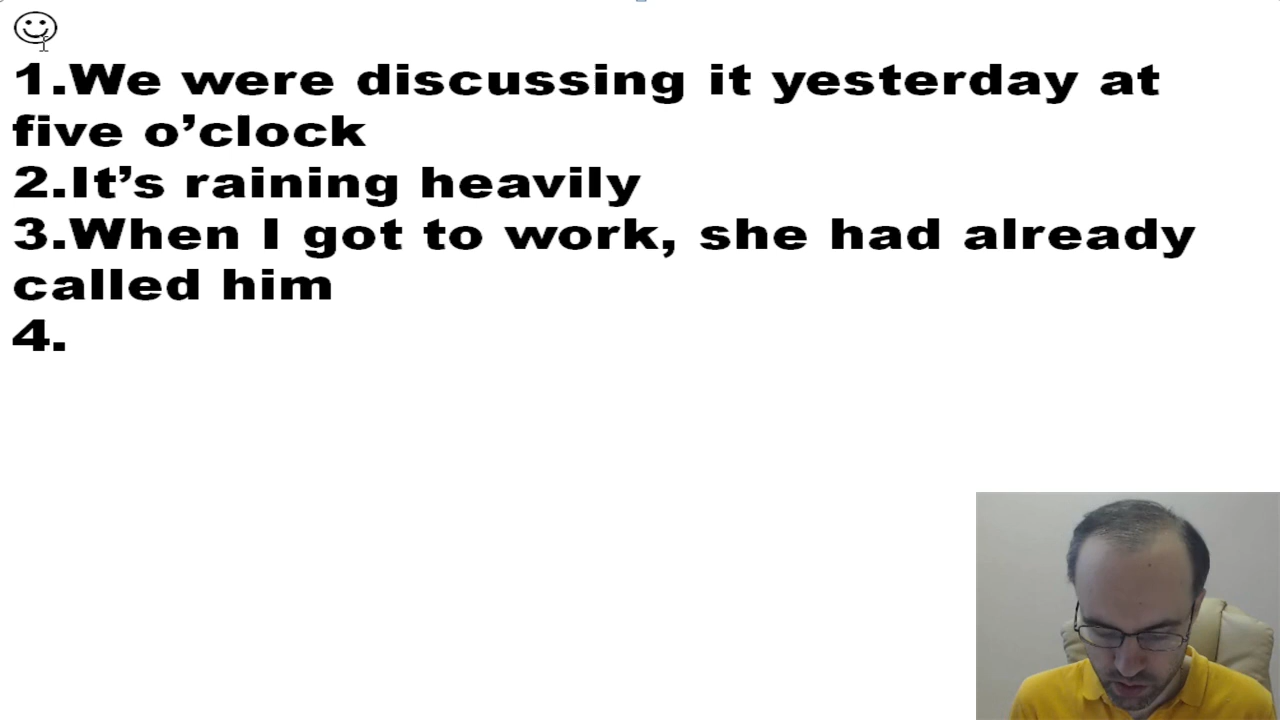 1.We were discussing it yesterday at
five o’clock
2.It’s raining heavily
3.When I got to work, she had already
called him
4.